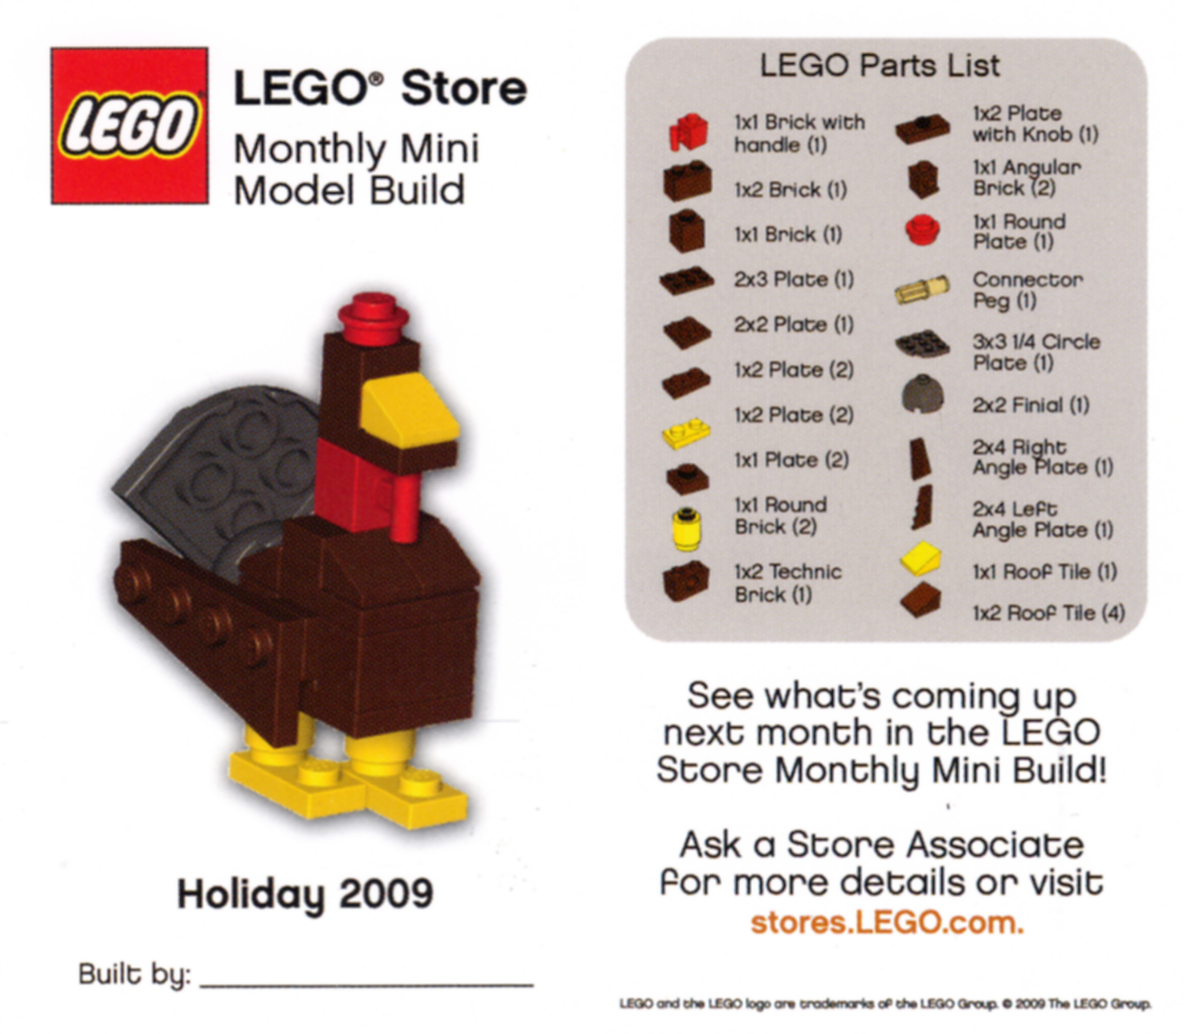 LEGO
LEGO® Store
Monthly Mini
Model Build
Holiday 2009
Built by:
LEGO Parts List
1x1 Brick with
handle (1)
1x2 Brick (1)
1x1 Brick (1)
2x3 Plate (1)
2x2 Plate (1)
1x2 Plate (2)
1x2 Plate (2)
1x1 Plate (2)
1x1 Round
Brick (2)
1x2 Technic
Brick (1)
1x2 Plate
with Knob (1)
1x1 Angular
Brick (2)
1x1 Round
Plate (1)
Connector
Peg (1)
3x3 1/4 Circle
Plate (1)
2x2 Finial (1)
2x4 Right
Angle Plate (1)
2x4 Left
Angle Plate (1)
1x1 Roof Tile (1)
1x2 Roof Tile (4)
See what's coming up
next month in the LEGO
Store Monthly Mini Build!
Ask a Store Associate
for more details or visit
stores.LEGO.com.
LEGO and the LEGO logo are trademarks of the LEGO Group. © 2009 The LEGO Group.